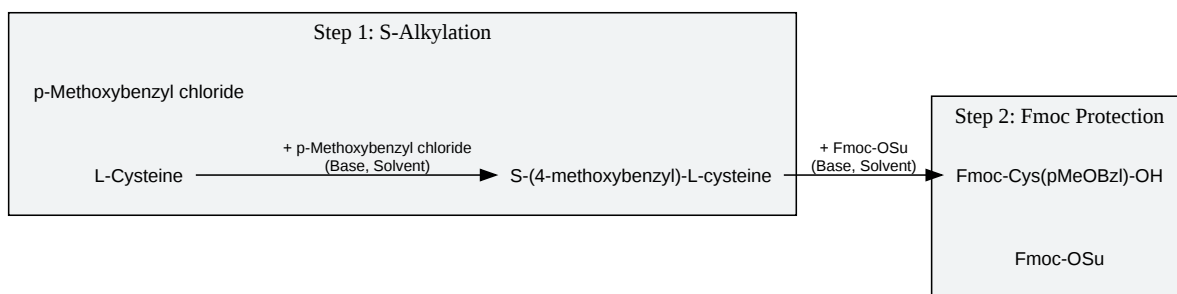 Step 1: S-Alkylation
p-Methoxybenzyl chloride
L-Cysteine
+ p-Methoxybenzyl chloride
(Base, Solvent)
S-(4-methoxybenzyl)-L-cysteine
+ Fmoc-OSu
(Base, Solvent)
Step 2: Fmoc Protection
Fmoc-Cys(pMeOBzl)-OH
Fmoc-OSu